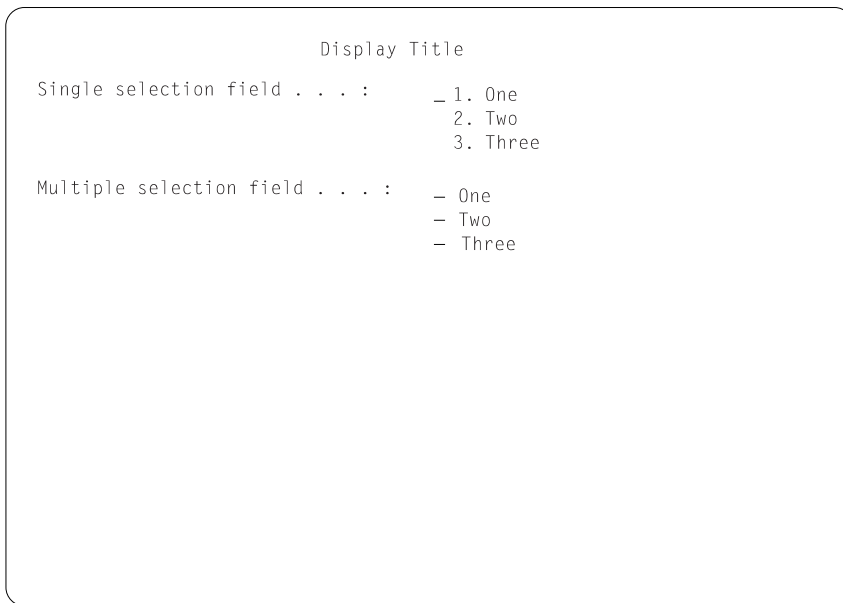 Display Title
Single selection field . . . : _ 1. One
2. Two
3. Three
Multiple selection field . . . : _ One
_ Two
_ Three